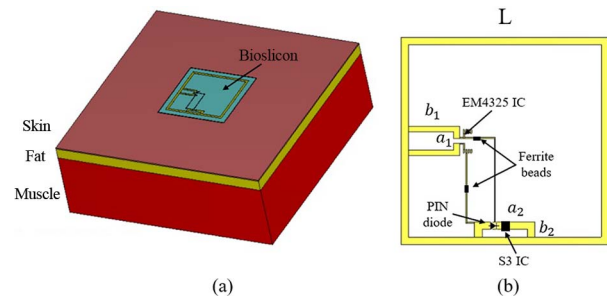 Bioslicon
Skin
Fat
Muscle
(a)
L
EM4325 IC
b1
a1
Ferrite
beads
PIN
diode
a2
b2
S3 IC
(b)